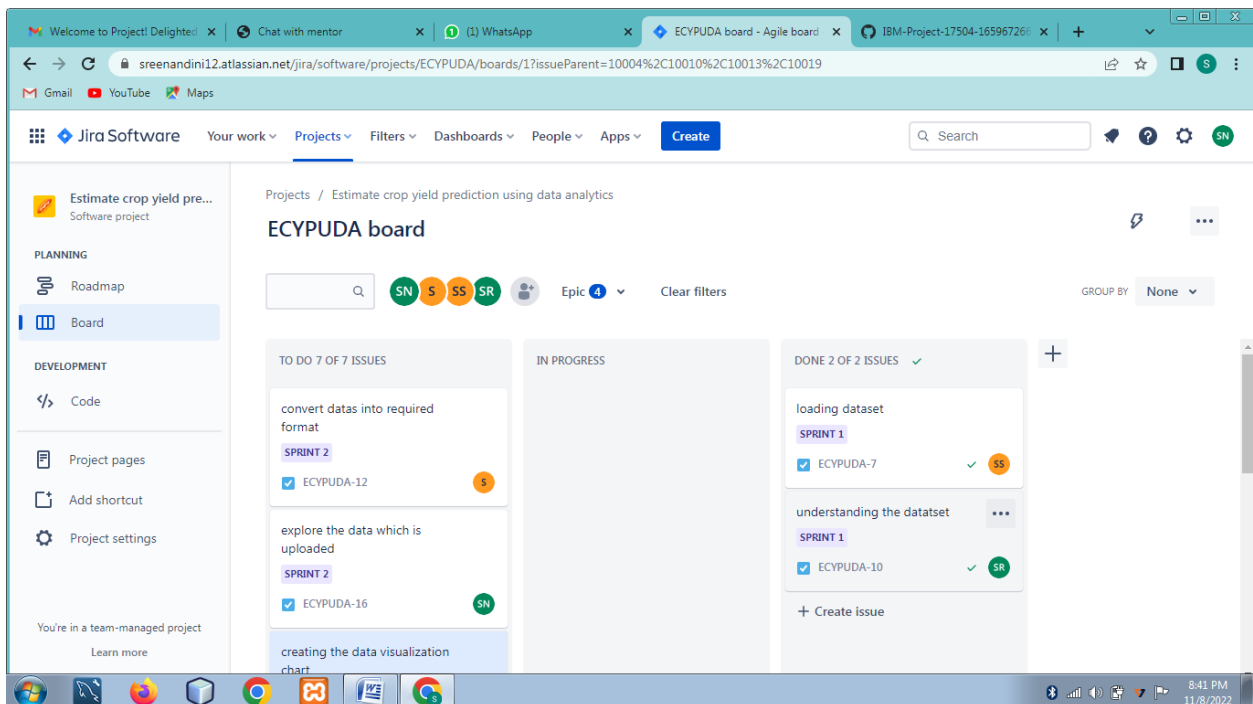 Welcome to Project! Delighted
Chat with mentor
(1) WhatsApp
ECYPUDA board - Agile board
IBM-Project-17504-165967266
sreenandini12.atlassian.net/jira/software/projects/ECYPUDA/boards/1?issueParent=10004%2C10010%2C10013%2C10019
S
Gmail YouTube Maps
Jira Software Your work Projects Filters Dashboards People Apps Create Search SN
Estimate crop yield pre...
Software project
PLANNING
Roadmap
Board
DEVELOPMENT
Code
Project pages
Add shortcut
Project settings
You're in a team-managed project
Learn more
Projects / Estimate crop yield prediction using data analytics
ECYPUDA board
SN S SS SR Epic 4 Clear filters GROUP BY None
TO DO 7 OF 7 ISSUES
convert datas into required
format
SPRINT 2
ECYPUDA-12 S
explore the data which is
uploaded
SPRINT 2
ECYPUDA-16 SN
creating the data visualization
chart
IN PROGRESS
DONE 2 OF 2 ISSUES
loading dataset
SPRINT 1
ECYPUDA-7 SS
understanding the datatset
SPRINT 1
ECYPUDA-10 SR
+ Create issue
8:41 PM
11/8/2022